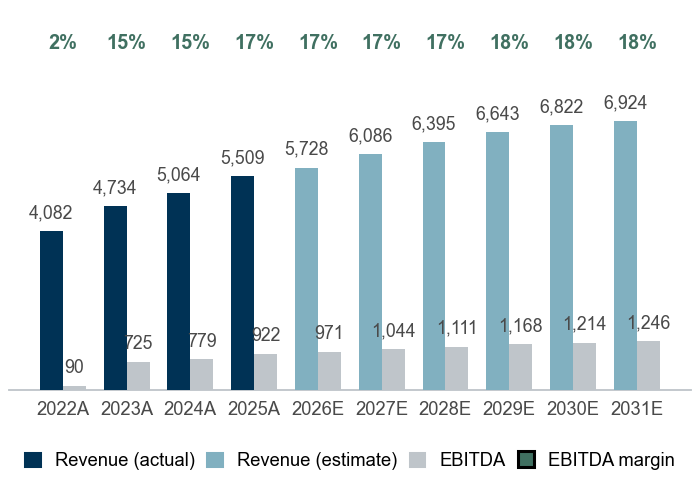 2% 15% 15% 17% 17% 17% 17% 18% 18% 18%
4,082 4,734 5,064 5,509 5,728 6,086 6,395 6,643 6,822 6,924
90 725 779 922 971 1,044 1,111 1,168 1,214 1,246
2022A 2023A 2024A 2025A 2026E 2027E 2028E 2029E 2030E 2031E
Revenue (actual) Revenue (estimate) EBITDA EBITDA margin